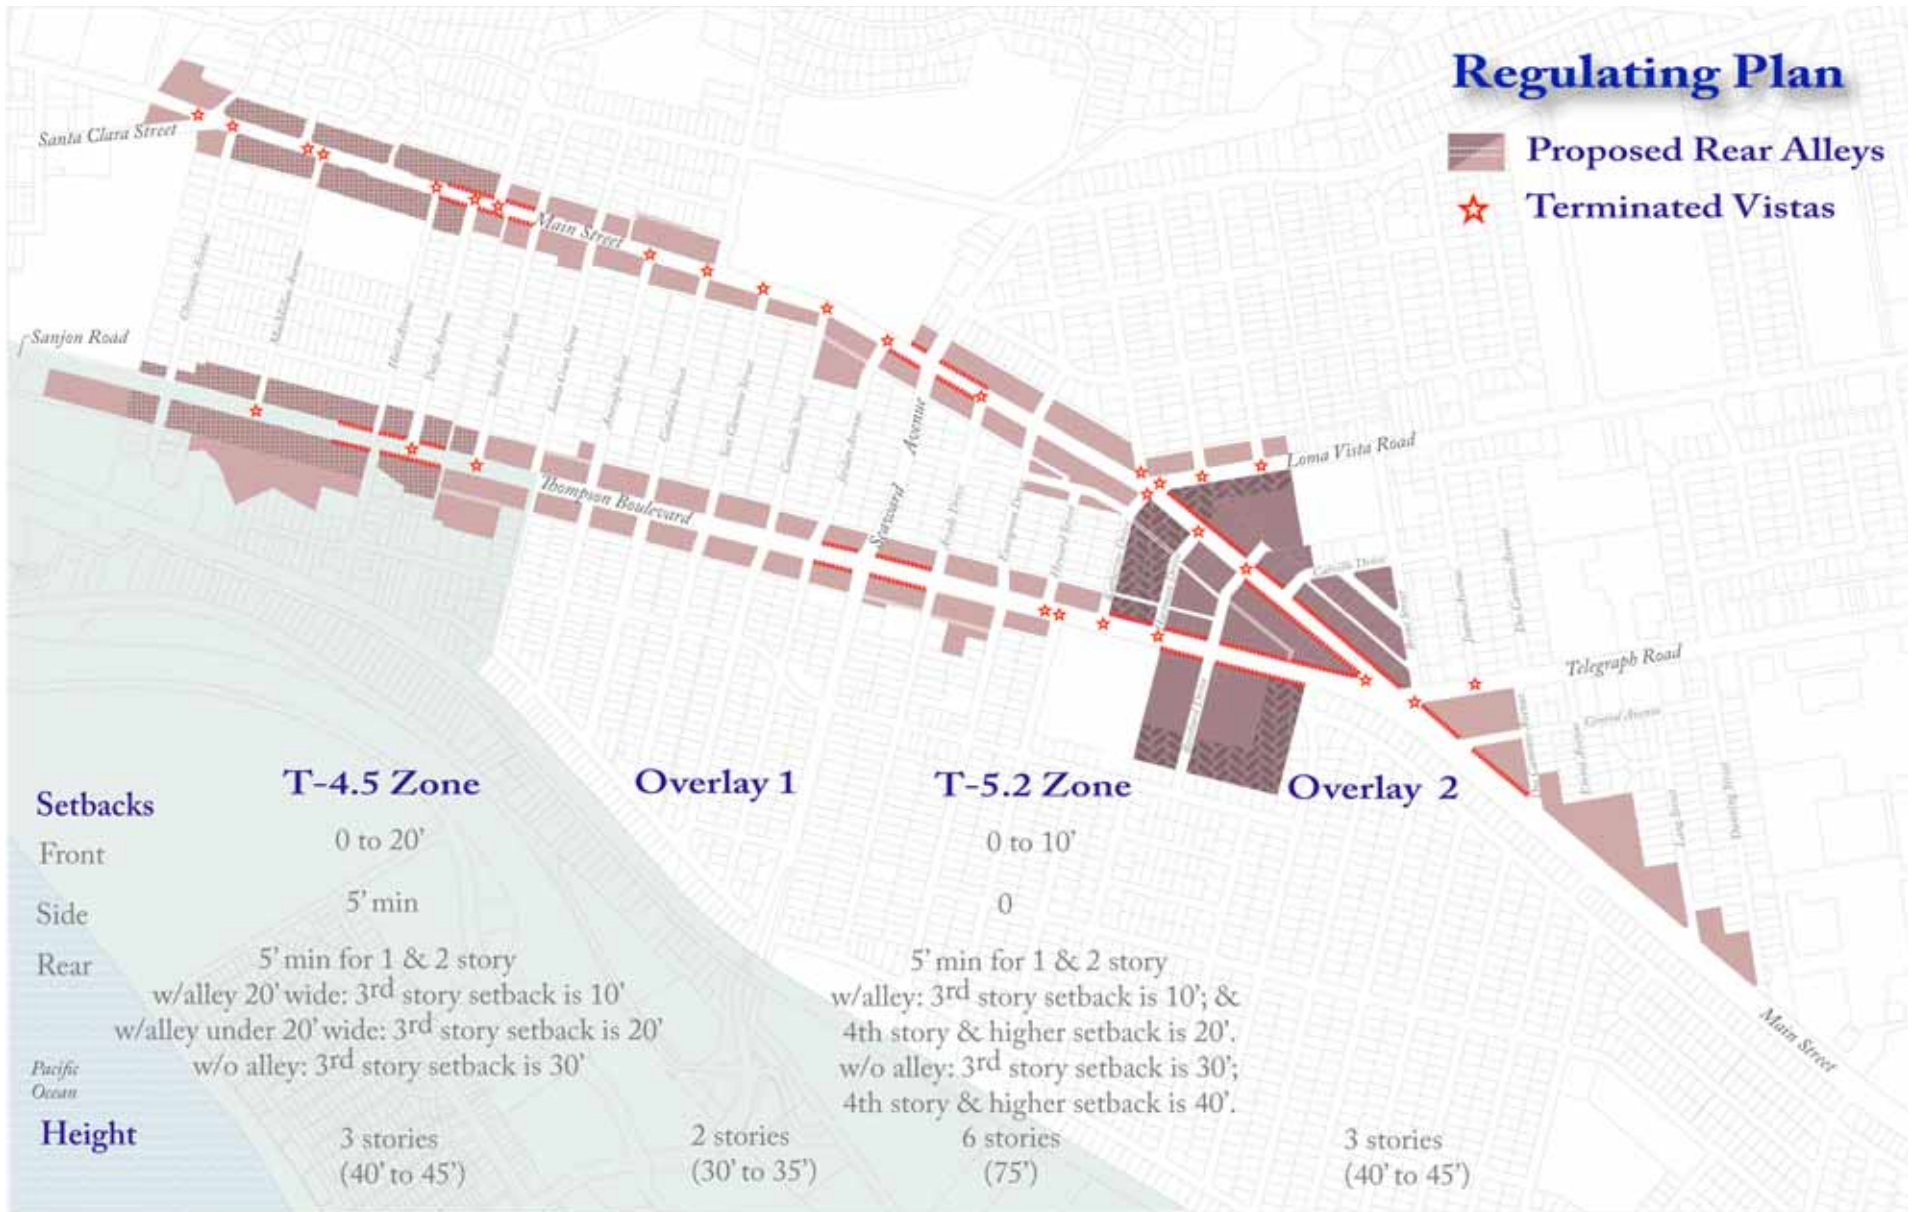 Regulating Plan
Proposed Rear Alleys
Terminated Vistas
Santa Clara Street
Main Street
Sanjon Road
Thompson Boulevard
Seaward Avenue
Loma Vista Road
Telegraph Road
Main Street
Pacific
Ocean
T-4.5 Zone Overlay 1 T-5.2 Zone Overlay 2
Setbacks
Front 0 to 20’ 0 to 10’
Side 5’ min 0
Rear 5’ min for 1 & 2 story 5’ min for 1 & 2 story
w/alley 20’ wide: 3rd story setback is 10’ w/alley: 3rd story setback is 10’; &
w/alley under 20’ wide: 3rd story setback is 20’ 4th story & higher setback is 20’.
w/o alley: 3rd story setback is 30’ w/o alley: 3rd story setback is 30’;
4th story & higher setback is 40’.
Height 3 stories 2 stories 6 stories 3 stories
(40’ to 45’) (30’ to 35’) (75’) (40’ to 45’)